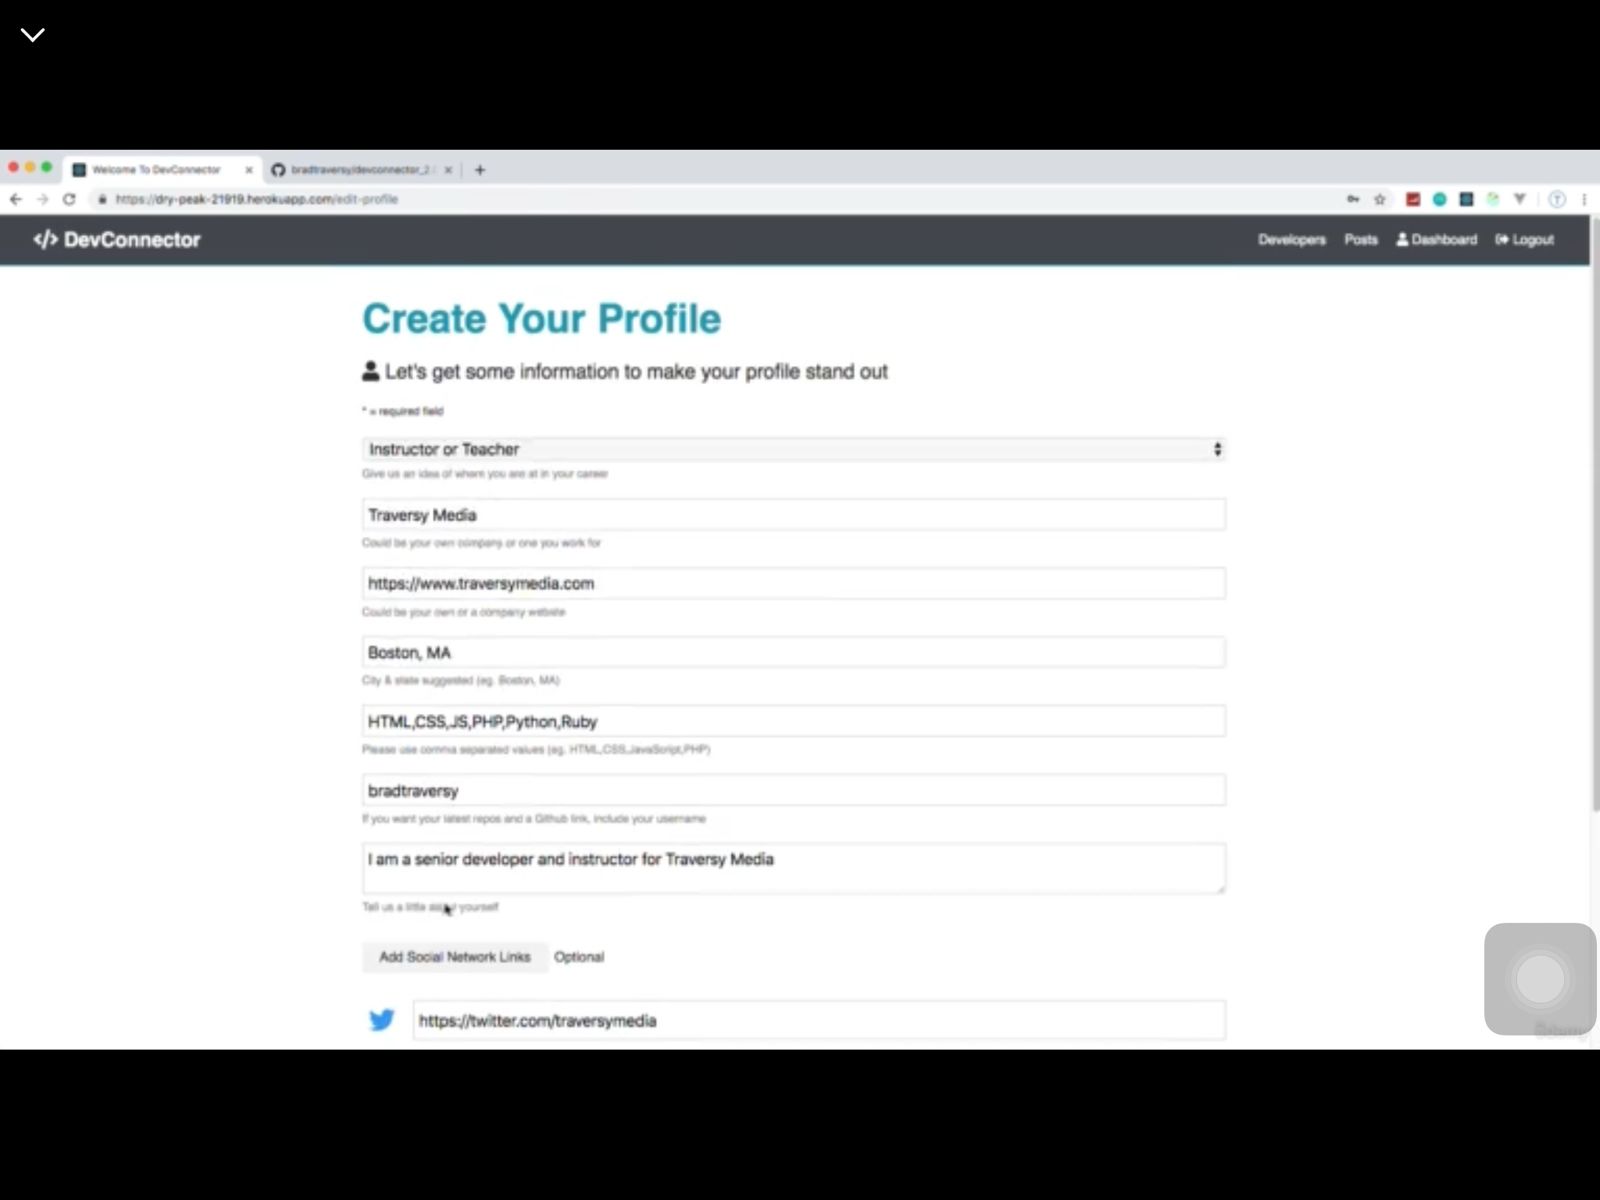 Welcome To DevConnector
bradtraversy/devconnector_2
https://dry-peak-21919.herokuapp.com/edit-profile
</> DevConnector
Developers Posts Dashboard Logout
Create Your Profile
Let's get some information to make your profile stand out
* = required field
Instructor or Teacher
Give us an idea of where you are at in your career
Traversy Media
Could be your own company or one you work for
https://www.traversymedia.com
Could be your own or a company website
Boston, MA
City & state suggested (eg. Boston, MA)
HTML,CSS,JS,PHP,Python,Ruby
Please use comma separated values (eg. HTML,CSS,JavaScript,PHP)
bradtraversy
If you want your latest repos and a Github link, include your username
I am a senior developer and instructor for Traversy Media
Tell us a little about yourself
Add Social Network Links Optional
https://twitter.com/traversymedia